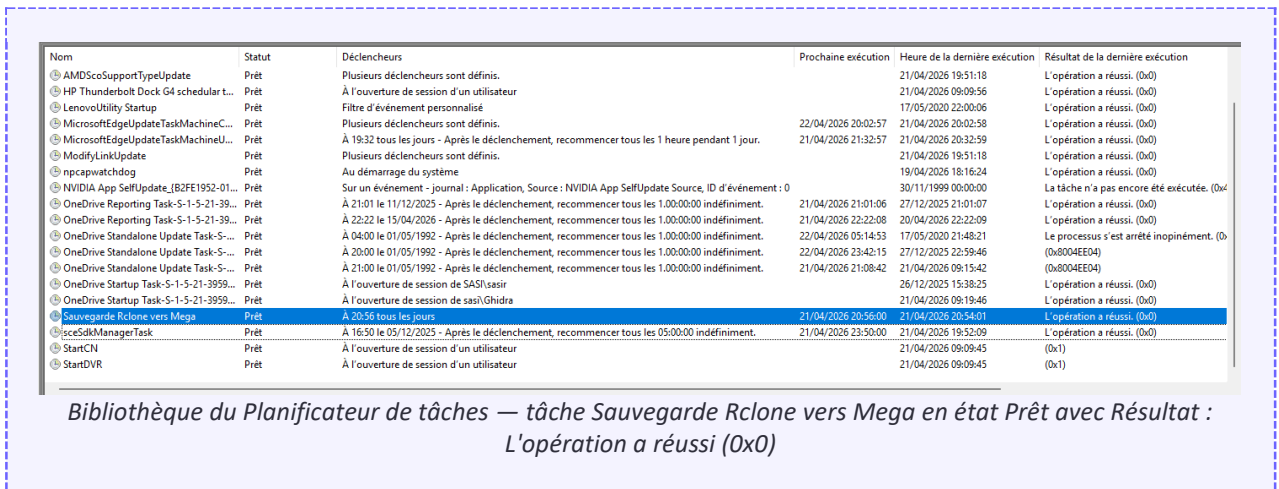 Nom Statut Déclencheurs Prochaine exécution Heure de la dernière exécution Résultat de la dernière exécution
AMDScoSupportTypeUpdate Prêt Plusieurs déclencheurs sont définis. 21/04/2026 19:51:18 L'opération a réussi. (0x0)
HP Thunderbolt Dock G4 schedular t... Prêt À l'ouverture de session d'un utilisateur 21/04/2026 09:09:56 L'opération a réussi. (0x0)
LenovoUtility Startup Prêt Filtre d'événement personnalisé 17/05/2020 22:00:06 L'opération a réussi. (0x0)
MicrosoftEdgeUpdateTaskMachineC... Prêt Plusieurs déclencheurs sont définis. 22/04/2026 20:02:57 21/04/2026 20:02:58 L'opération a réussi. (0x0)
MicrosoftEdgeUpdateTaskMachineU... Prêt À 19:32 tous les jours - Après le déclenchement, recommencer tous les 1 heure pendant 1 jour. 21/04/2026 21:32:57 21/04/2026 20:32:59 L'opération a réussi. (0x0)
ModifyLinkUpdate Prêt Plusieurs déclencheurs sont définis. 21/04/2026 19:51:18 L'opération a réussi. (0x0)
npcapwatchdog Prêt Au démarrage du système 19/04/2026 18:16:24 L'opération a réussi. (0x0)
NVIDIA App SelfUpdate_{B2FE1952-01... Prêt Sur un événement - journal : Application, Source : NVIDIA App SelfUpdate Source, ID d'événement : 0 30/11/1999 00:00:00 La tâche n'a pas encore été exécutée. (0x4
OneDrive Reporting Task-S-1-5-21-39... Prêt À 21:01 le 11/12/2025 - Après le déclenchement, recommencer tous les 1.00:00:00 indéfiniment. 21/04/2026 21:01:06 27/12/2025 21:01:07 L'opération a réussi. (0x0)
OneDrive Reporting Task-S-1-5-21-39... Prêt À 22:22 le 15/04/2026 - Après le déclenchement, recommencer tous les 1.00:00:00 indéfiniment. 21/04/2026 22:22:08 20/04/2026 22:22:09 L'opération a réussi. (0x0)
OneDrive Standalone Update Task-S-... Prêt À 04:00 le 01/05/1992 - Après le déclenchement, recommencer tous les 1.00:00:00 indéfiniment. 22/04/2026 05:14:53 17/05/2020 21:48:21 Le processus s'est arrêté inopinément. (0x
OneDrive Standalone Update Task-S-... Prêt À 20:00 le 01/05/1992 - Après le déclenchement, recommencer tous les 1.00:00:00 indéfiniment. 22/04/2026 23:42:15 27/12/2025 22:59:46 (0x8004EE04)
OneDrive Standalone Update Task-S-... Prêt À 21:00 le 01/05/1992 - Après le déclenchement, recommencer tous les 1.00:00:00 indéfiniment. 21/04/2026 21:08:42 21/04/2026 09:15:42 (0x8004EE04)
OneDrive Startup Task-S-1-5-21-3959... Prêt À l'ouverture de session de SASI\sasir 26/12/2025 15:38:25 L'opération a réussi. (0x0)
OneDrive Startup Task-S-1-5-21-3959... Prêt À l'ouverture de session de sasi\Ghidra 21/04/2026 09:19:46 L'opération a réussi. (0x0)
Sauvegarde Rclone vers Mega Prêt À 20:56 tous les jours 21/04/2026 20:56:00 21/04/2026 20:54:01 L'opération a réussi. (0x0)
sceSdkManagerTask Prêt À 16:50 le 05/12/2025 - Après le déclenchement, recommencer tous les 05:00:00 indéfiniment. 21/04/2026 23:50:00 21/04/2026 19:52:09 L'opération a réussi. (0x0)
StartCN Prêt À l'ouverture de session d'un utilisateur 21/04/2026 09:09:45 (0x1)
StartDVR Prêt À l'ouverture de session d'un utilisateur 21/04/2026 09:09:45 (0x1)
Bibliothèque du Planificateur de tâches — tâche Sauvegarde Rclone vers Mega en état Prêt avec Résultat :
L'opération a réussi (0x0)